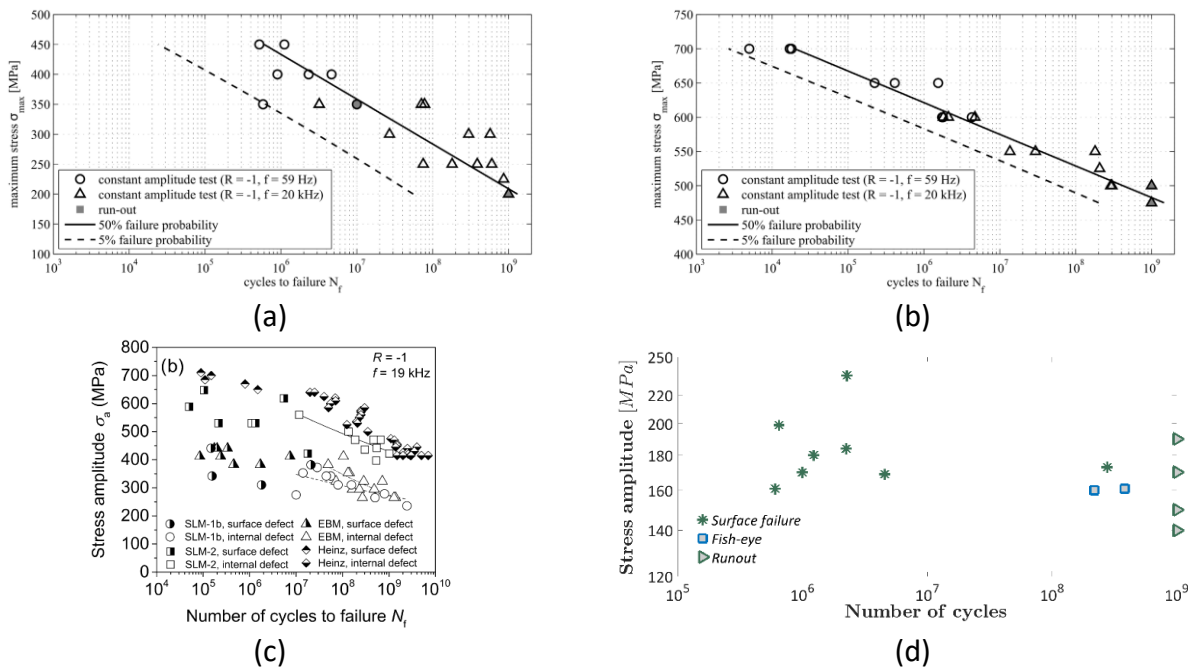 450
400
350
300
250
200
150
100
maximum stress σmax [MPa]
constant amplitude test (R = -1, f = 59 Hz)
constant amplitude test (R = -1, f = 20 kHz)
run-out
50% failure probability
5% failure probability
10³ 10⁴ 10⁵ 10⁶ 10⁷ 10⁸ 10⁹
cycles to failure Nf
(a)
750
700
650
600
550
500
450
400
maximum stress σmax [MPa]
constant amplitude test (R = -1, f = 59 Hz)
constant amplitude test (R = -1, f = 20 kHz)
run-out
50% failure probability
5% failure probability
10³ 10⁴ 10⁵ 10⁶ 10⁷ 10⁸ 10⁹
cycles to failure Nf
(b)
800
700
600
500
400
300
200
100
0
Stress amplitude σa (MPa)
(b)
R = -1
f = 19 kHz
SLM-1b, surface defect
SLM-1b, internal defect
SLM-2, surface defect
SLM-2, internal defect
EBM, surface defect
EBM, internal defect
Heinz, surface defect
Heinz, internal defect
10⁴ 10⁵ 10⁶ 10⁷ 10⁸ 10⁹ 10¹⁰
Number of cycles to failure Nf
(c)
250
220
200
180
160
140
120
Stress amplitude [MPa]
Surface failure
Fish-eye
Runout
10⁵ 10⁶ 10⁷ 10⁸ 10⁹
Number of cycles
(d)